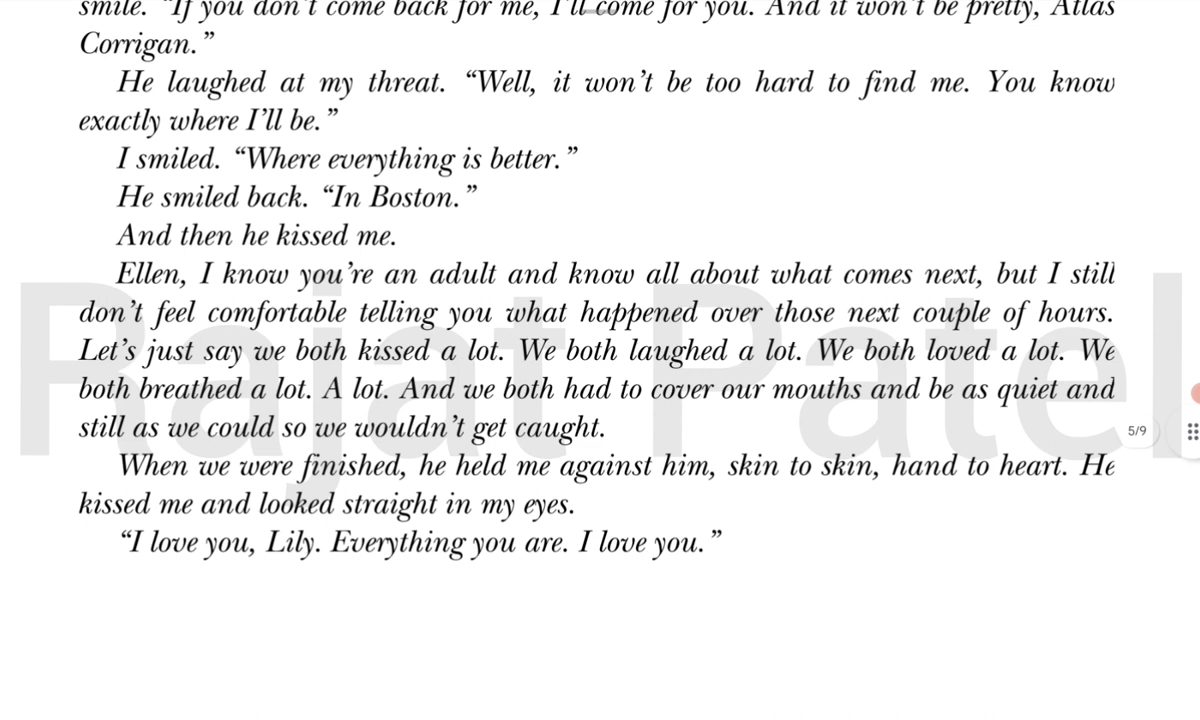 smile. “If you don’t come back for me, I’ll come for you. And it won’t be pretty, Atlas
Corrigan.”
He laughed at my threat. “Well, it won’t be too hard to find me. You know
exactly where I’ll be.”
I smiled. “Where everything is better.”
He smiled back. “In Boston.”
And then he kissed me.
Ellen, I know you’re an adult and know all about what comes next, but I still
don’t feel comfortable telling you what happened over those next couple of hours.
Let’s just say we both kissed a lot. We both laughed a lot. We both loved a lot. We
both breathed a lot. A lot. And we both had to cover our mouths and be as quiet and
still as we could so we wouldn’t get caught.
When we were finished, he held me against him, skin to skin, hand to heart. He
kissed me and looked straight in my eyes.
“I love you, Lily. Everything you are. I love you.”
Rajat Patel
5/9